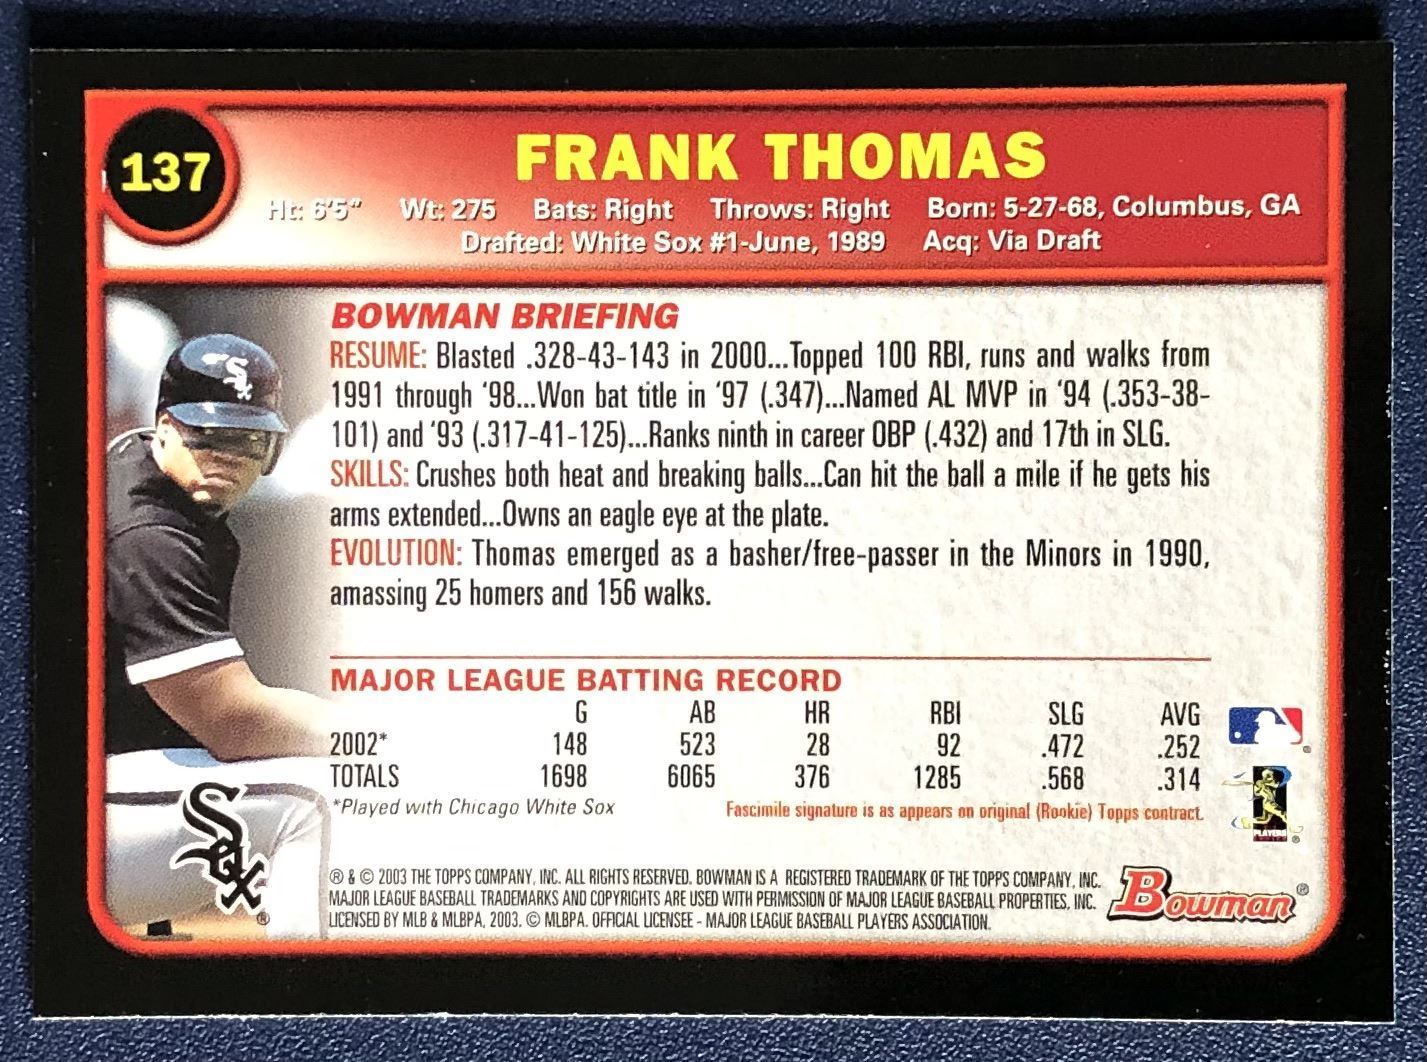 137
FRANK THOMAS
Ht: 6'5" Wt: 275 Bats: Right Throws: Right Born: 5-27-68, Columbus, GA
Drafted: White Sox #1-June, 1989 Acq: Via Draft
BOWMAN BRIEFING
RESUME: Blasted .328-43-143 in 2000...Topped 100 RBI, runs and walks from
1991 through '98...Won bat title in '97 (.347)...Named AL MVP in '94 (.353-38-
101) and '93 (.317-41-125)...Ranks ninth in career OBP (.432) and 17th in SLG.
SKILLS: Crushes both heat and breaking balls...Can hit the ball a mile if he gets his
arms extended...Owns an eagle eye at the plate.
EVOLUTION: Thomas emerged as a basher/free-passer in the Minors in 1990,
amassing 25 homers and 156 walks.
MAJOR LEAGUE BATTING RECORD
G AB HR RBI SLG AVG
2002* 148 523 28 92 .472 .252
TOTALS 1698 6065 376 1285 .568 .314
*Played with Chicago White Sox Fascimile signature is as appears on original (Rookie) Topps contract.
® & © 2003 THE TOPPS COMPANY, INC. ALL RIGHTS RESERVED. BOWMAN IS A REGISTERED TRADEMARK OF THE TOPPS COMPANY, INC.
MAJOR LEAGUE BASEBALL TRADEMARKS AND COPYRIGHTS ARE USED WITH PERMISSION OF MAJOR LEAGUE BASEBALL PROPERTIES, INC.
LICENSED BY MLB & MLBPA, 2003. © MLBPA. OFFICIAL LICENSEE - MAJOR LEAGUE BASEBALL PLAYERS ASSOCIATION.
Sox
Sox ®
PLAYERS ®
Bowman ®